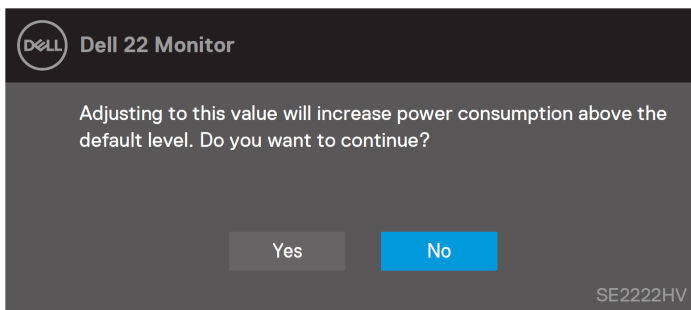 DELL Dell 22 Monitor
Adjusting to this value will increase power consumption above the
default level. Do you want to continue?
Yes No
SE2222HV